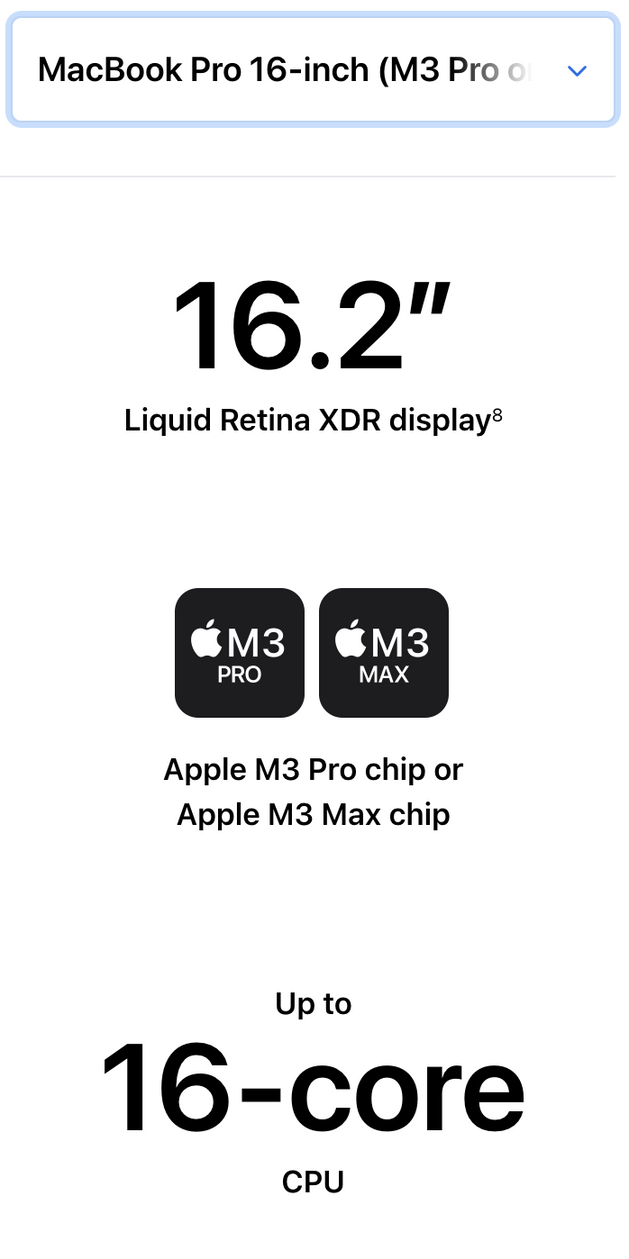 MacBook Pro 16-inch (M3 Pro o
16.2″
Liquid Retina XDR display⁸
M3 PRO
M3 MAX
Apple M3 Pro chip or
Apple M3 Max chip
Up to
16-core
CPU